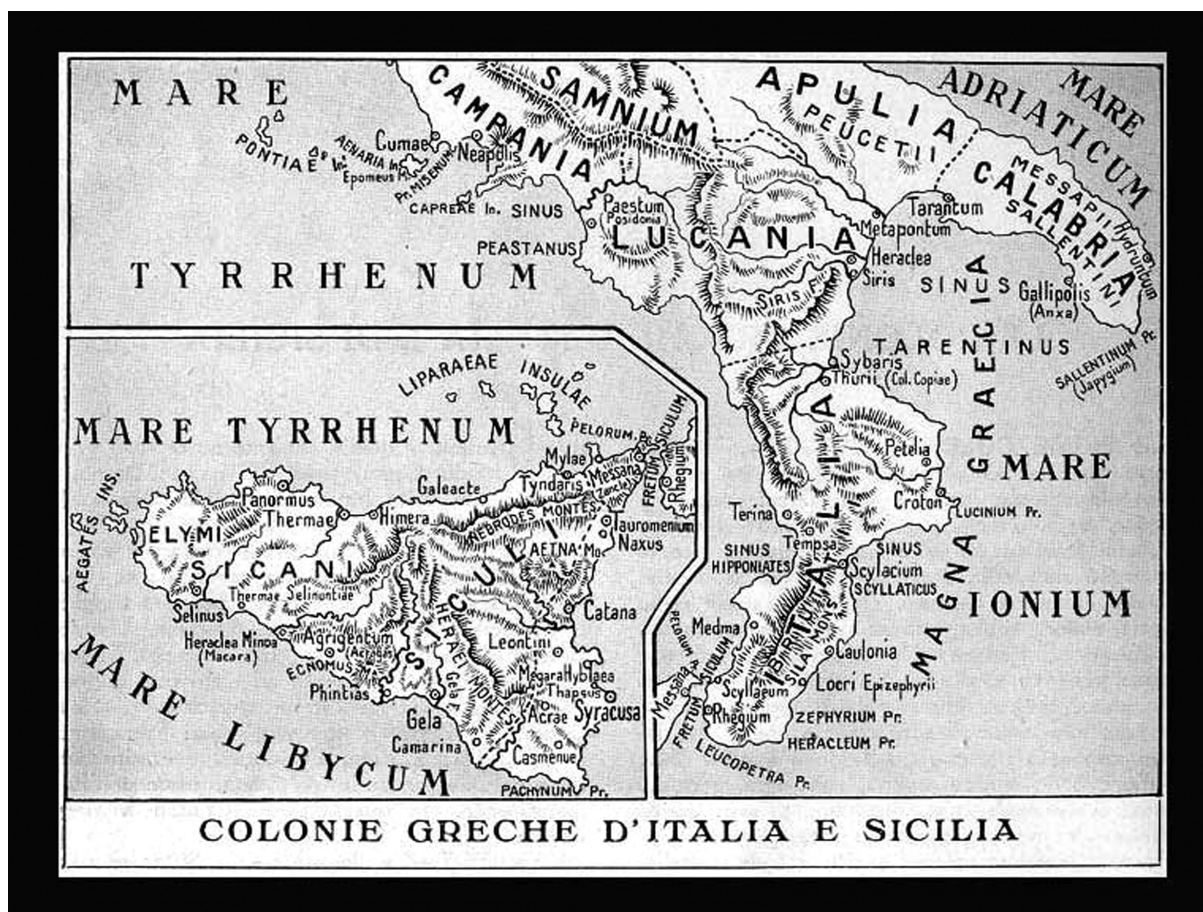 MARE
TYRRHENUM
PONTIAE
AENARIA In.
Epomeus M.
Pr. MISENUM
Cumae
Neapolis
CAMPANIA
SAMNIUM
APULIA
PEUCETII
MARE
ADRIATICUM
MESSAPII
CALABRIA
SALLENTINI
Hydruntum
Tarantum
Gallipolis
(Anxa)
SALLENTINUM Pr.
(Japygium)
CAPREAE In.
SINUS
PEASTANUS
Paestum
(Posidonia)
LUCANIA
Metapontum
Heraclea
Siris
SIRIS F.
SINUS
TARENTINUS
Sybaris
Thurii (Col. Copiae)
MAGNA GRAECIA
MARE
IONIUM
Petelia
Croton
LUCINIUM Pr.
Terina
Tempsa
SINUS
HIPPONIATES
SINUS
SCYLLATICUS
Scylacium
ITALIA
SILA MONS
Medma
Caulonia
Locri Epizephyrii
Scyllaeum
Rhegium
ZEPHYRIUM Pr.
HERACLEUM Pr.
LEUCOPETRA Pr.
PELORUM P.
Messana
FRETUM SICULUM
MARE TYRRHENUM
LIPARAEAE INSULAE
PELORUM. Pr.
FRETUM SICULUM
Rhegium
Mylae
Messana
(Zancle)
Tyndaris
Galeacte
Panormus
Thermae
Himera
NEBRODES MONTES
Tauromenium
Naxus
AETNA Mo.
AEGATES INS.
ELYMI
SICANI
SICULI
Selinus
Thermae Selinuntiae
Heraclea Minoa
(Macara)
Agrigentum
ECNOMUS M.
Phintias
HERAEI MONTES
Gela F.
Gela
Camarina
Catana
Leontini
Megara Hyblaea
Thapsus
Syracusa
Acrae
Casmenue
PACHYNUM Pr.
MARE LIBYCUM
COLONIE GRECHE D'ITALIA E SICILIA